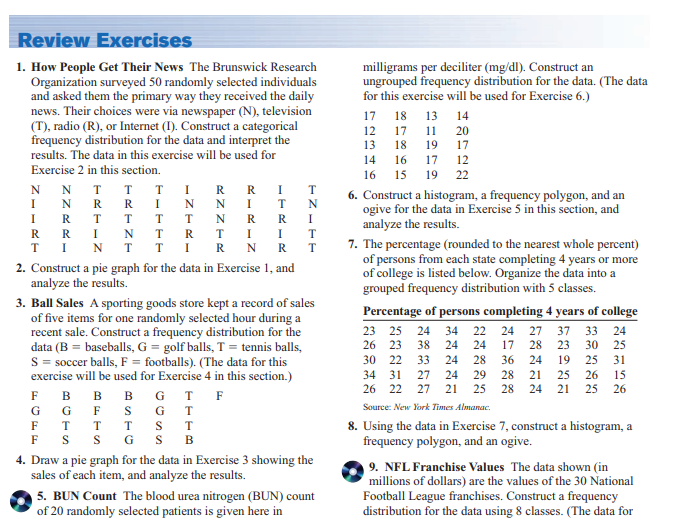 Review Exercises
1. How People Get Their News The Brunswick Research
Organization surveyed 50 randomly selected individuals
and asked them the primary way they received the daily
news. Their choices were via newspaper (N), television
(T), radio (R), or Internet (I). Construct a categorical
frequency distribution for the data and interpret the
results. The data in this exercise will be used for
Exercise 2 in this section.
N N T T T I R R I T
I N R R I N N I T N
I R T T T T N R R I
R R I N T R T I I T
T I N T T I R N R T
2. Construct a pie graph for the data in Exercise 1, and
analyze the results.
3. Ball Sales A sporting goods store kept a record of sales
of five items for one randomly selected hour during a
recent sale. Construct a frequency distribution for the
data (B = baseballs, G = golf balls, T = tennis balls,
S = soccer balls, F = footballs). (The data for this
exercise will be used for Exercise 4 in this section.)
F B B B G T F
G G F S G T
F T T T S T
F S S G S B
4. Draw a pie graph for the data in Exercise 3 showing the
sales of each item, and analyze the results.
5. BUN Count The blood urea nitrogen (BUN) count
of 20 randomly selected patients is given here in
milligrams per deciliter (mg/dl). Construct an
ungrouped frequency distribution for the data. (The data
for this exercise will be used for Exercise 6.)
17 18 13 14
12 17 11 20
13 18 19 17
14 16 17 12
16 15 19 22
6. Construct a histogram, a frequency polygon, and an
ogive for the data in Exercise 5 in this section, and
analyze the results.
7. The percentage (rounded to the nearest whole percent)
of persons from each state completing 4 years or more
of college is listed below. Organize the data into a
grouped frequency distribution with 5 classes.
Percentage of persons completing 4 years of college
23 25 24 34 22 24 27 37 33 24
26 23 38 24 24 17 28 23 30 25
30 22 33 24 28 36 24 19 25 31
34 31 27 24 29 28 21 25 26 15
26 22 27 21 25 28 24 21 25 26
Source: New York Times Almanac.
8. Using the data in Exercise 7, construct a histogram, a
frequency polygon, and an ogive.
9. NFL Franchise Values The data shown (in
millions of dollars) are the values of the 30 National
Football League franchises. Construct a frequency
distribution for the data using 8 classes. (The data for